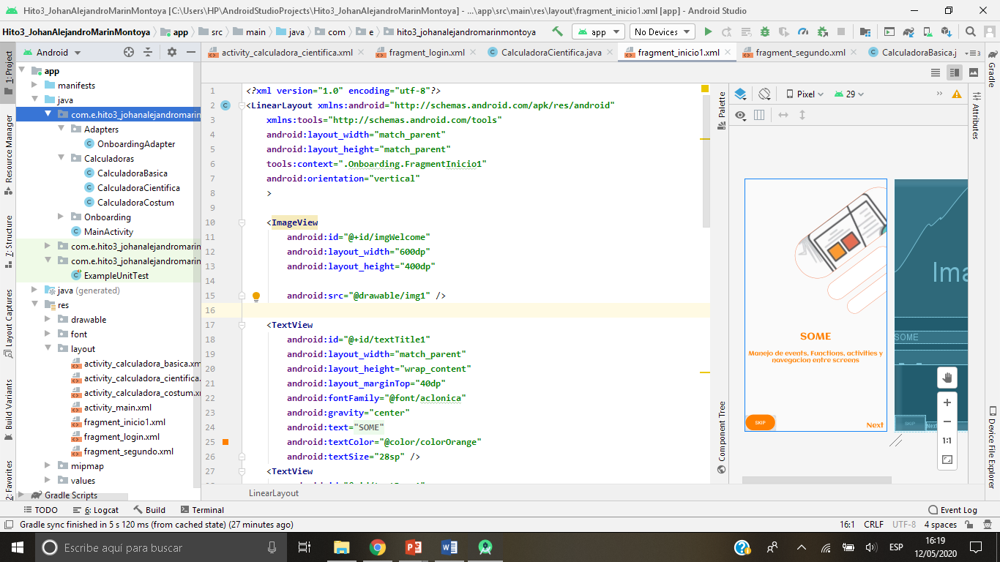 Hito3_JohanAlejandroMarinMontoya [C:\Users\HP\AndroidStudioProjects\Hito3_JohanAlejandroMarinMontoya] - ...\app\src\main\res\layout\fragment_inicio1.xml [app] - Android Studio
Hito3_JohanAlejandroMarinMontoya app src main java com e hito3_johanalejandromarinmontoya app No Devices
Android
activity_calculadora_cientifica.xml fragment_login.xml CalculadoraCientifica.java fragment_inicio1.xml fragment_segundo.xml CalculadoraBasica.j 3
1: Project
Resource Manager
7: Structure
Layout Captures
Build Variants
2: Favorites
app
manifests
java
com.e.hito3_johanalejandromarin
Adapters
OnboardingAdapter
Calculadoras
CalculadoraBasica
CalculadoraCientifica
CalculadoraCostum
Onboarding
MainActivity
com.e.hito3_johanalejandromarin
com.e.hito3_johanalejandromarin
ExampleUnitTest
java (generated)
res
drawable
font
layout
activity_calculadora_basica.xm
activity_calculadora_cientifica.
activity_calculadora_costum.xm
activity_main.xml
fragment_inicio1.xml
fragment_login.xml
fragment_segundo.xml
mipmap
values
Gradle Scripts
1 <?xml version="1.0" encoding="utf-8"?>
2 <LinearLayout xmlns:android="http://schemas.android.com/apk/res/android"
3 xmlns:tools="http://schemas.android.com/tools"
4 android:layout_width="match_parent"
5 android:layout_height="match_parent"
6 tools:context=".Onboarding.FragmentInicio1"
7 android:orientation="vertical"
8 >
9
10 <ImageView
11 android:id="@+id/imgWelcome"
12 android:layout_width="600dp"
13 android:layout_height="400dp"
14
15 android:src="@drawable/img1" />
16
17 <TextView
18 android:id="@+id/textTitle1"
19 android:layout_width="match_parent"
20 android:layout_height="wrap_content"
21 android:layout_marginTop="40dp"
22 android:fontFamily="@font/aclonica"
23 android:gravity="center"
24 android:text="SOME"
25 android:textColor="@color/colorOrange"
26 android:textSize="28sp" />
27 <TextView
LinearLayout
Palette
Component Tree
Pixel 29
SOME
Manejo de events, Functions, activities y
navegacion entre screens
SKIP
Next
Ima
SOME
SKIP
Next
1:1
Gradle
Attributes
Device File Explorer
TODO 6: Logcat Build Terminal Event Log
Gradle sync finished in 5 s 120 ms (from cached state) (27 minutes ago) 16:1 CRLF UTF-8 4 spaces
Escribe aquí para buscar
ESP
16:19
12/05/2020